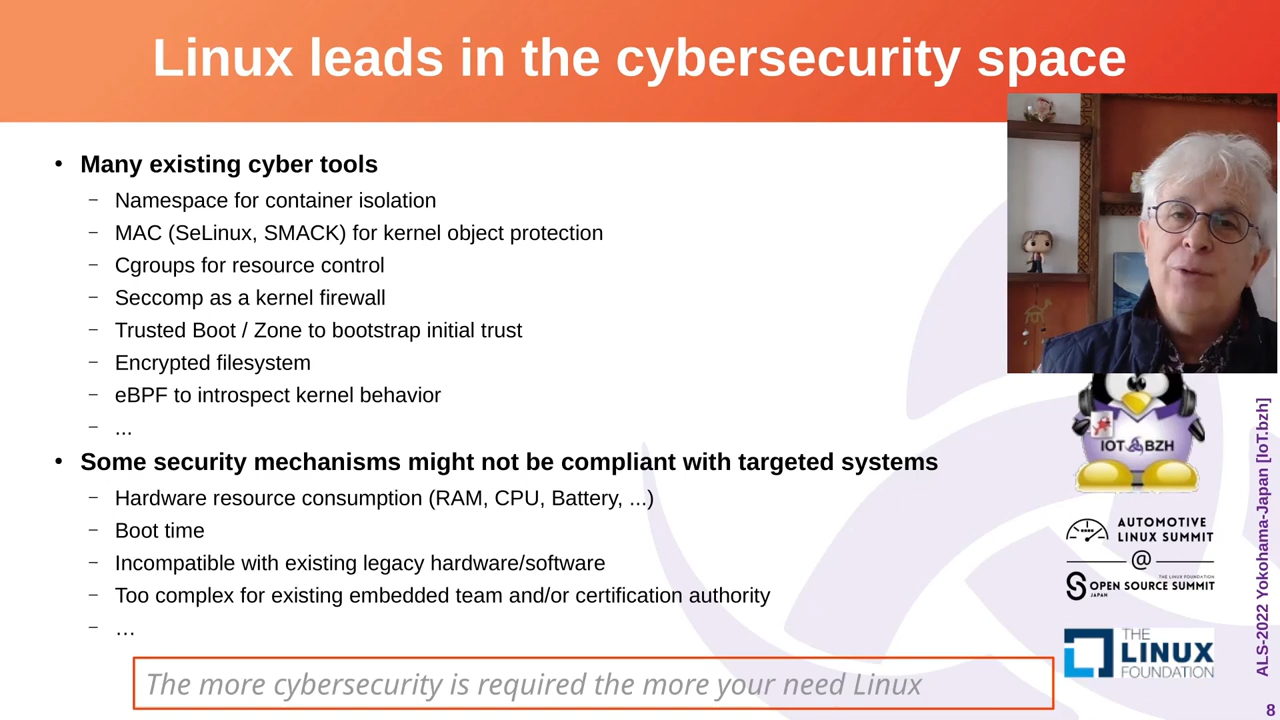 Linux leads in the cybersecurity space
• Many existing cyber tools
– Namespace for container isolation
– MAC (SeLinux, SMACK) for kernel object protection
– Cgroups for resource control
– Seccomp as a kernel firewall
– Trusted Boot / Zone to bootstrap initial trust
– Encrypted filesystem
– eBPF to introspect kernel behavior
– ...
• Some security mechanisms might not be compliant with targeted systems
– Hardware resource consumption (RAM, CPU, Battery, ...)
– Boot time
– Incompatible with existing legacy hardware/software
– Too complex for existing embedded team and/or certification authority
– …
The more cybersecurity is required the more your need Linux
IOT BZH
AUTOMOTIVE
LINUX SUMMIT
@
THE LINUX FOUNDATION
OPEN SOURCE SUMMIT
JAPAN
THE
LINUX
FOUNDATION
ALS-2022 Yokohama-Japan [IoT.bzh]
8